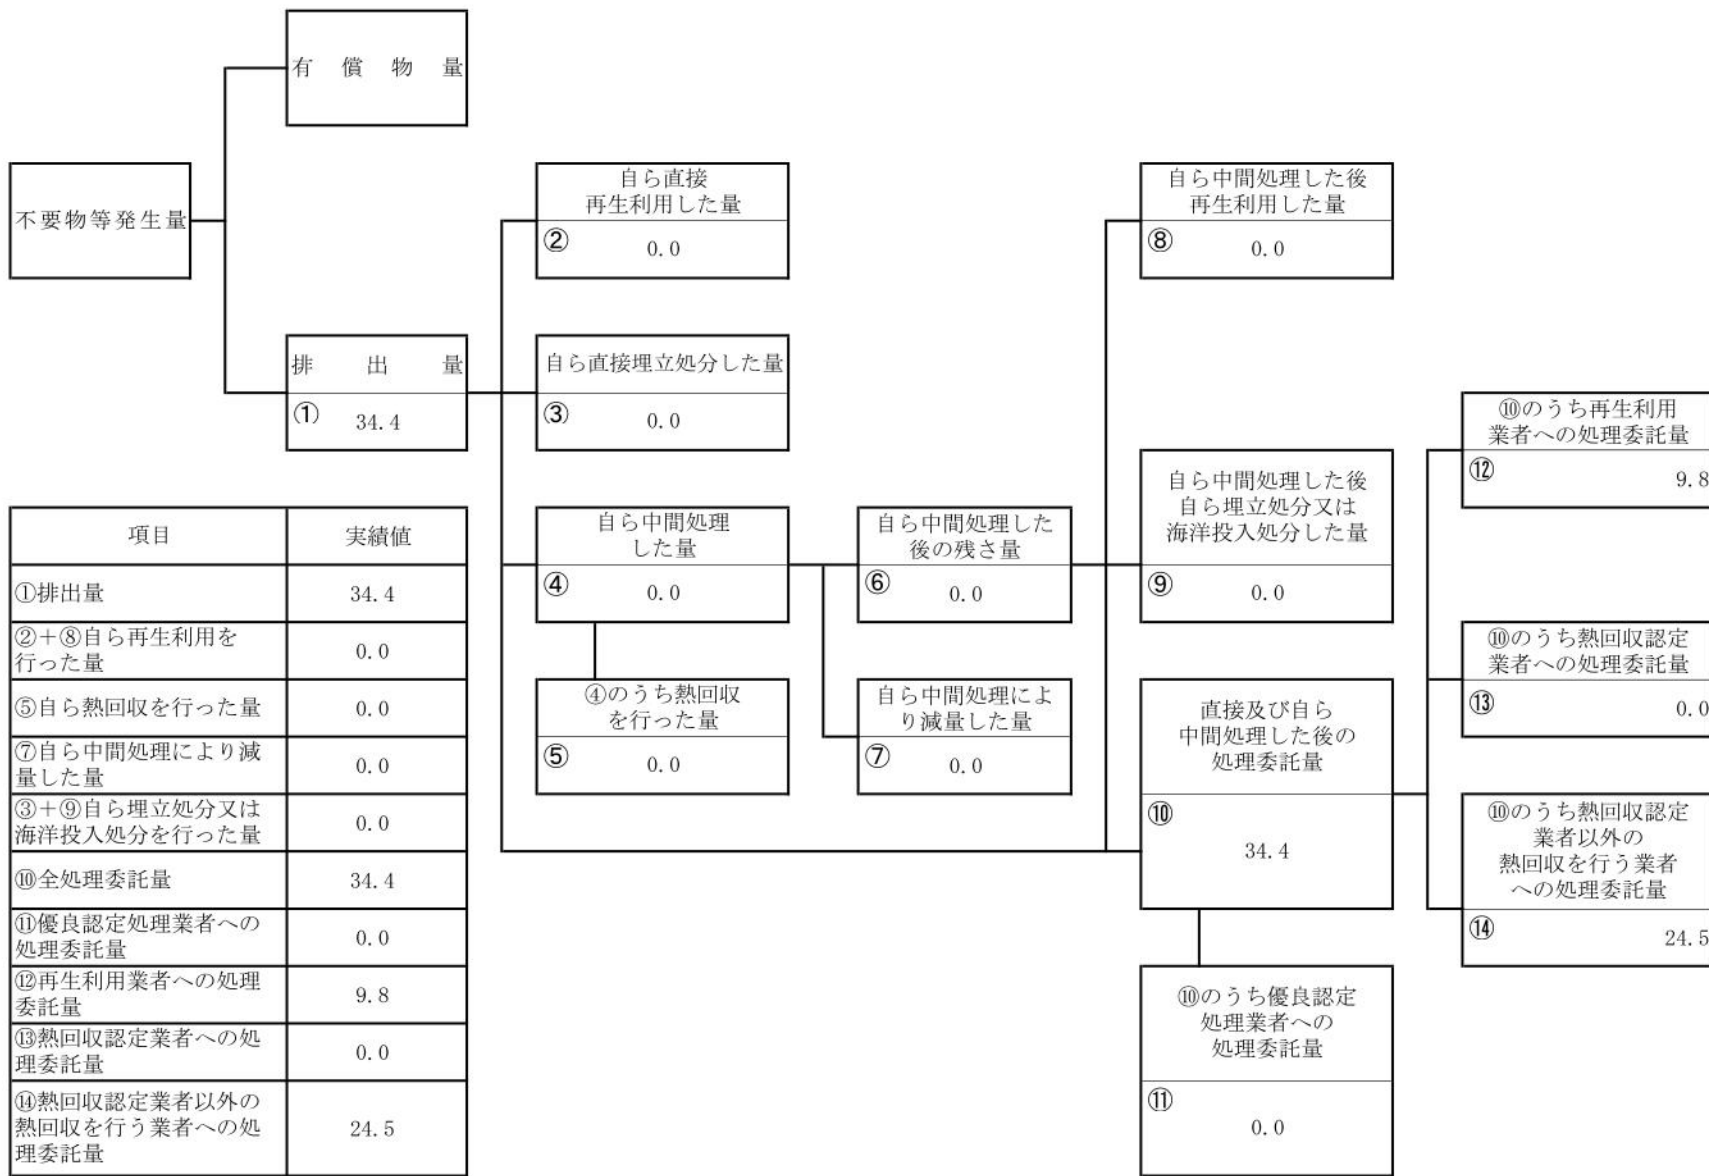 有償物量
不要物等発生量
排出量
① 34.4
自ら直接
再生利用した量
② 0.0
自ら直接埋立処分した量
③ 0.0
自ら中間処理
した量
④ 0.0
④のうち熱回収
を行った量
⑤ 0.0
自ら中間処理した
後の残さ量
⑥ 0.0
自ら中間処理によ
り減量した量
⑦ 0.0
自ら中間処理した後
再生利用した量
⑧ 0.0
自ら中間処理した後
自ら埋立処分又は
海洋投入処分した量
⑨ 0.0
直接及び自ら
中間処理した後の
処理委託量
⑩
34.4
⑩のうち優良認定
処理業者への
処理委託量
⑪
0.0
⑩のうち再生利用
業者への処理委託量
⑫ 9.8
⑩のうち熱回収認定
業者への処理委託量
⑬ 0.0
⑩のうち熱回収認定
業者以外の
熱回収を行う業者
への処理委託量
⑭ 24.5
項目 実績値
①排出量 34.4
②+⑧自ら再生利用を
行った量 0.0
⑤自ら熱回収を行った量 0.0
⑦自ら中間処理により減
量した量 0.0
③+⑨自ら埋立処分又は
海洋投入処分を行った量 0.0
⑩全処理委託量 34.4
⑪優良認定処理業者への
処理委託量 0.0
⑫再生利用業者への処理
委託量 9.8
⑬熱回収認定業者への処
理委託量 0.0
⑭熱回収認定業者以外の
熱回収を行う業者への処 24.5
理委託量